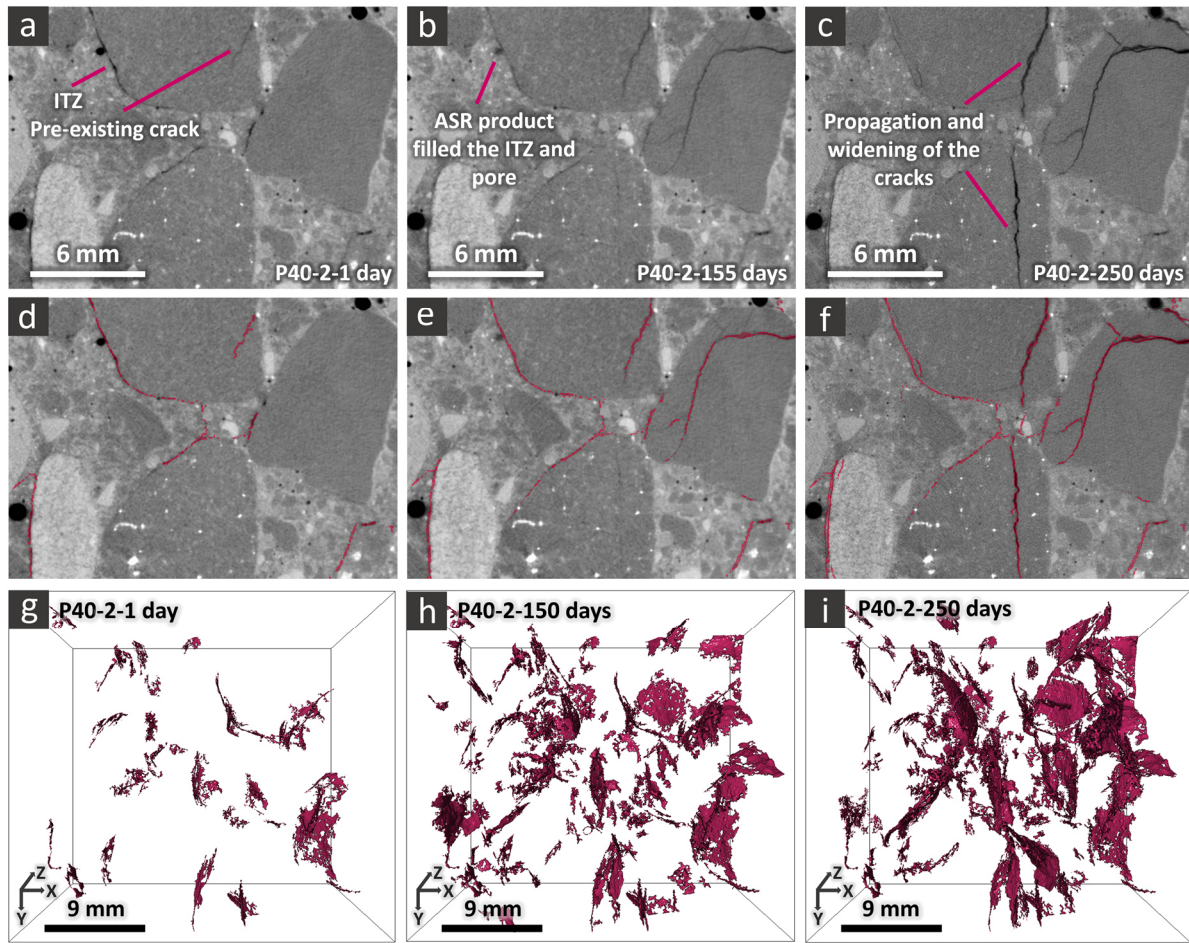 a
ITZ
Pre-existing crack
6 mm
P40-2-1 day
b
ASR product
filled the ITZ and
pore
6 mm
P40-2-155 days
c
Propagation and
widening of the
cracks
6 mm
P40-2-250 days
d
e
f
g
P40-2-1 day
Z
X
Y
9 mm
h
P40-2-150 days
Z
X
Y
9 mm
i
P40-2-250 days
Z
X
Y
9 mm